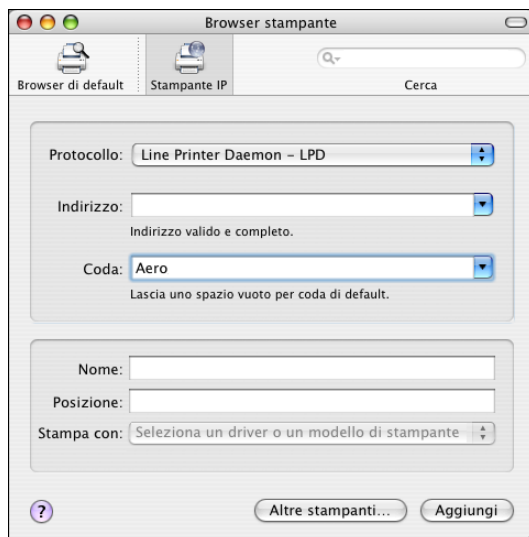 Browser stampante
Browser di default
Stampante IP
Cerca
Protocollo: Line Printer Daemon – LPD
Indirizzo:
Indirizzo valido e completo.
Coda: Aero
Lascia uno spazio vuoto per coda di default.
Nome:
Posizione:
Stampa con: Seleziona un driver o un modello di stampante
?
Altre stampanti...
Aggiungi